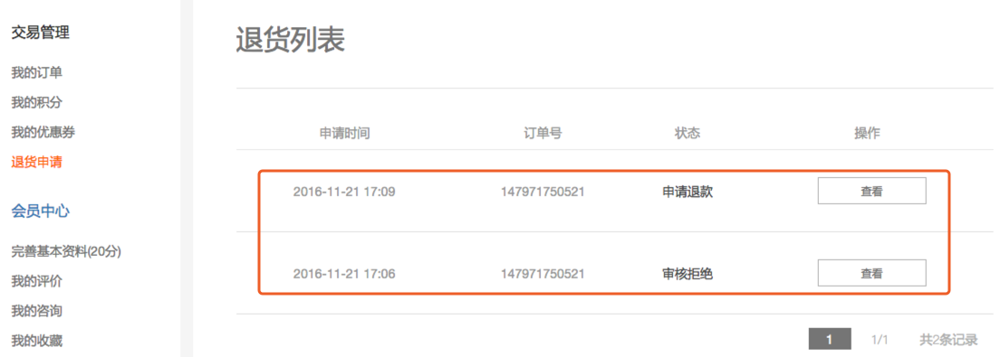 交易管理
我的订单
我的积分
我的优惠券
退货申请
会员中心
完善基本资料(20分)
我的评价
我的咨询
我的收藏
退货列表
申请时间 订单号 状态 操作
2016-11-21 17:09 147971750521 申请退款 查看
2016-11-21 17:06 147971750521 审核拒绝 查看
1 1/1 共2条记录